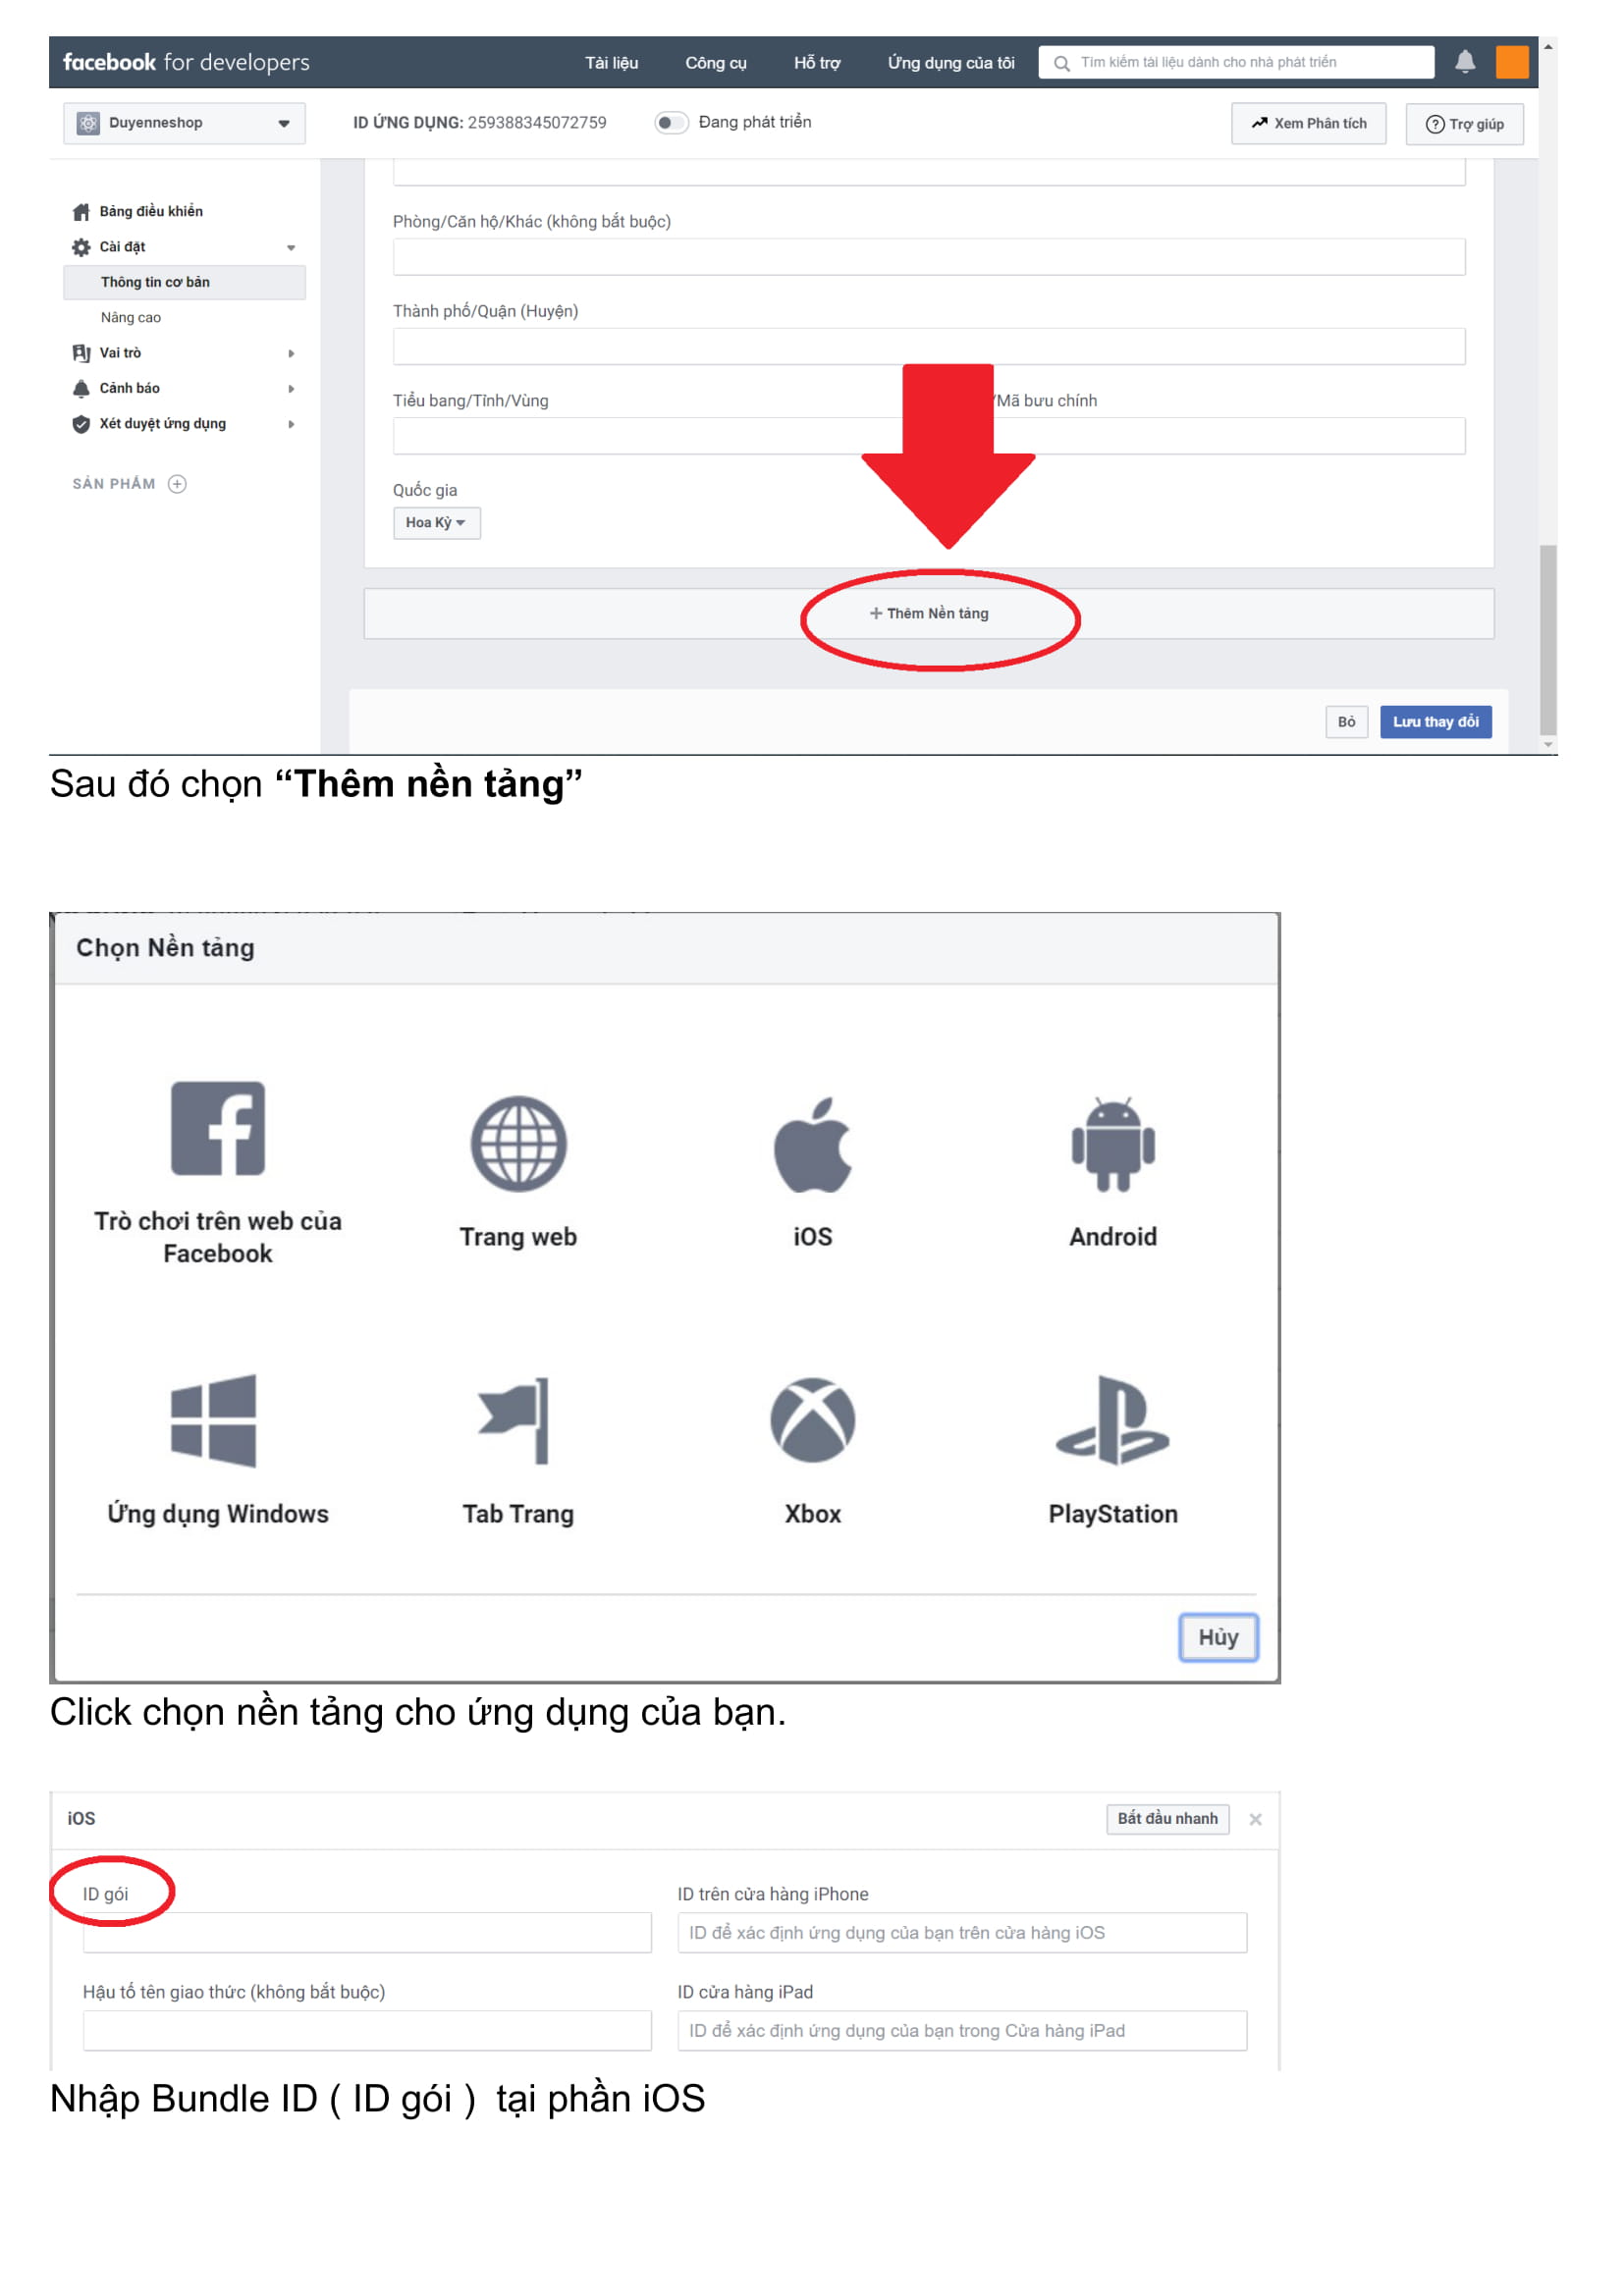 facebook for developers
Tài liệu
Công cụ
Hỗ trợ
Ứng dụng của tôi
Tìm kiếm tài liệu dành cho nhà phát triển
Duyenneshop
ID ỨNG DỤNG: 259388345072759
Đang phát triển
Xem Phân tích
Trợ giúp
Bảng điều khiển
Cài đặt
Thông tin cơ bản
Nâng cao
Vai trò
Cảnh báo
Xét duyệt ứng dụng
SẢN PHẨM
Phòng/Căn hộ/Khác (không bắt buộc)
Thành phố/Quận (Huyện)
Tiểu bang/Tỉnh/Vùng
/Mã bưu chính
Quốc gia
Hoa Kỳ
+ Thêm Nền tảng
Bỏ
Lưu thay đổi
Sau đó chọn “Thêm nền tảng”
Chọn Nền tảng
Trò chơi trên web của
Facebook
Trang web
iOS
Android
Ứng dụng Windows
Tab Trang
Xbox
PlayStation
Hủy
Click chọn nền tảng cho ứng dụng của bạn.
iOS
Bắt đầu nhanh
ID gói
ID trên cửa hàng iPhone
ID để xác định ứng dụng của bạn trên cửa hàng iOS
Hậu tố tên giao thức (không bắt buộc)
ID cửa hàng iPad
ID để xác định ứng dụng của bạn trong Cửa hàng iPad
Nhập Bundle ID ( ID gói ) tại phần iOS